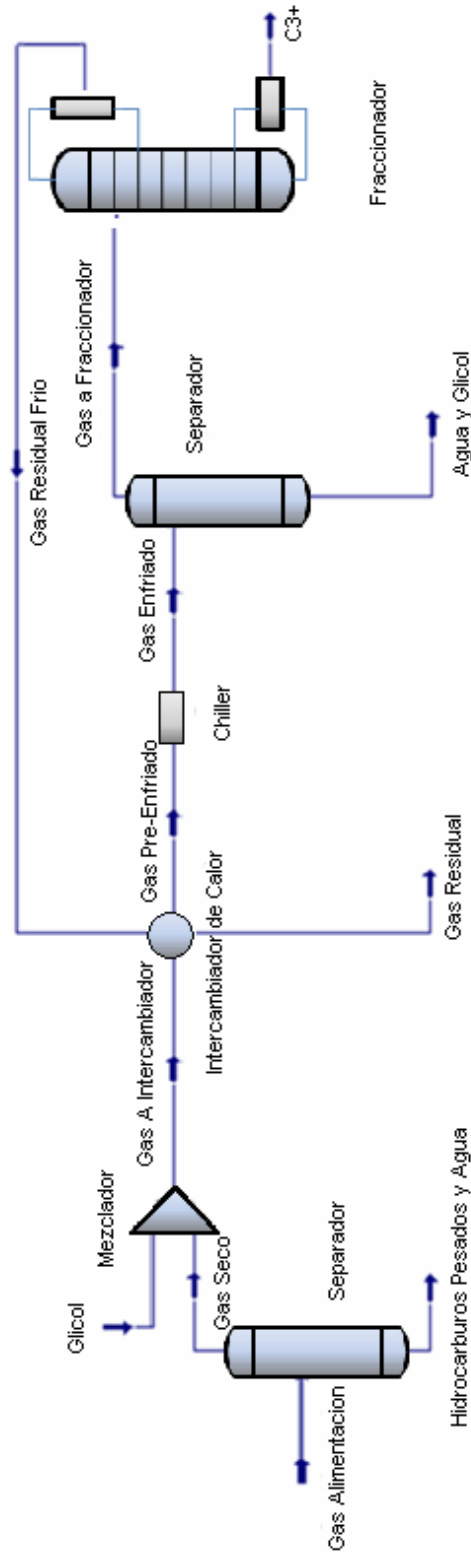 Gas Alimentacion
Hidrocarburos Pesados y Agua
Separador
Gas Seco
Glicol
Mezclador
Gas A Intercambiador
Intercambiador de Calor
Gas Residual
Gas Pre-Enfriado
Chiller
Gas Enfriado
Separador
Agua y Glicol
Gas a Fraccionador
Gas Residual Frio
Fraccionador
C3+